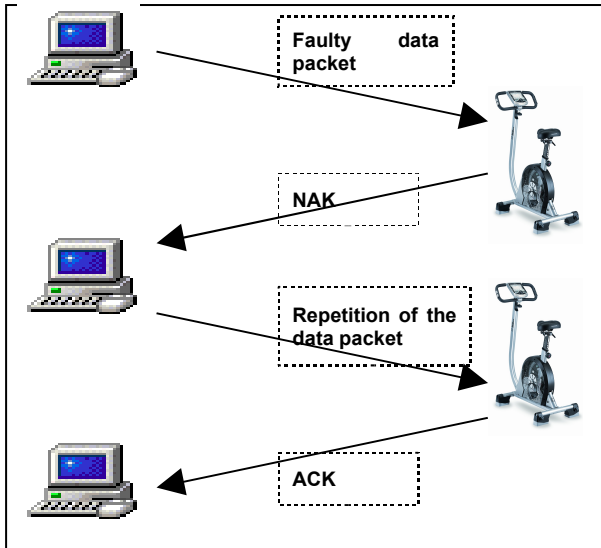 Faulty data
packet
NAK
Repetition of the
data packet
ACK